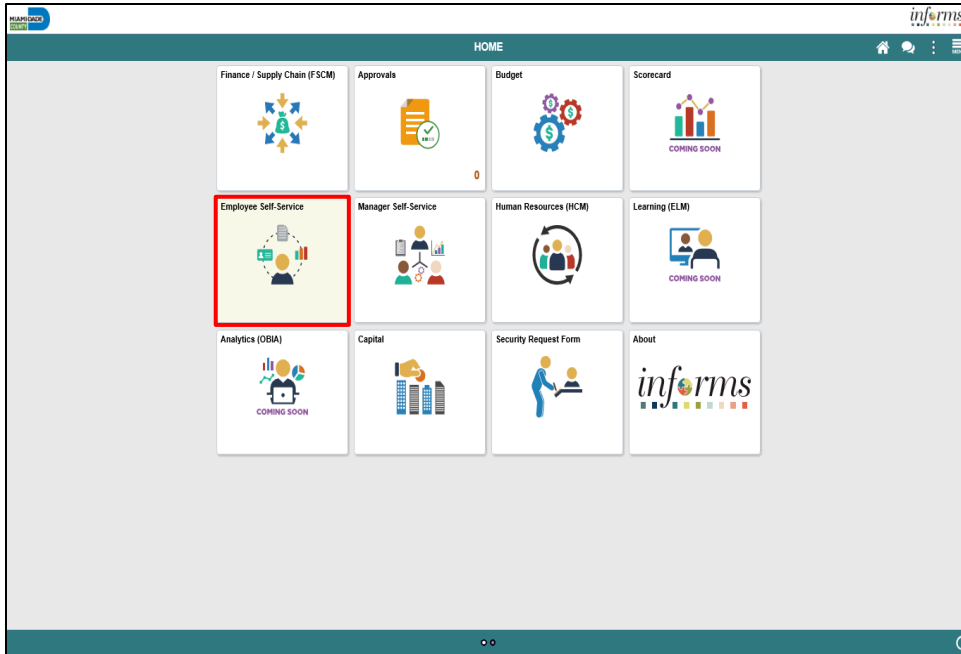 MIAMI-DADE
COUNTY
informs
HOME
MENU
Finance / Supply Chain (FSCM)
Approvals
Budget
Scorecard
COMING SOON
0
Employee Self-Service
Manager Self-Service
Human Resources (HCM)
Learning (ELM)
COMING SOON
Analytics (OBIA)
Capital
Security Request Form
About
COMING SOON
informs